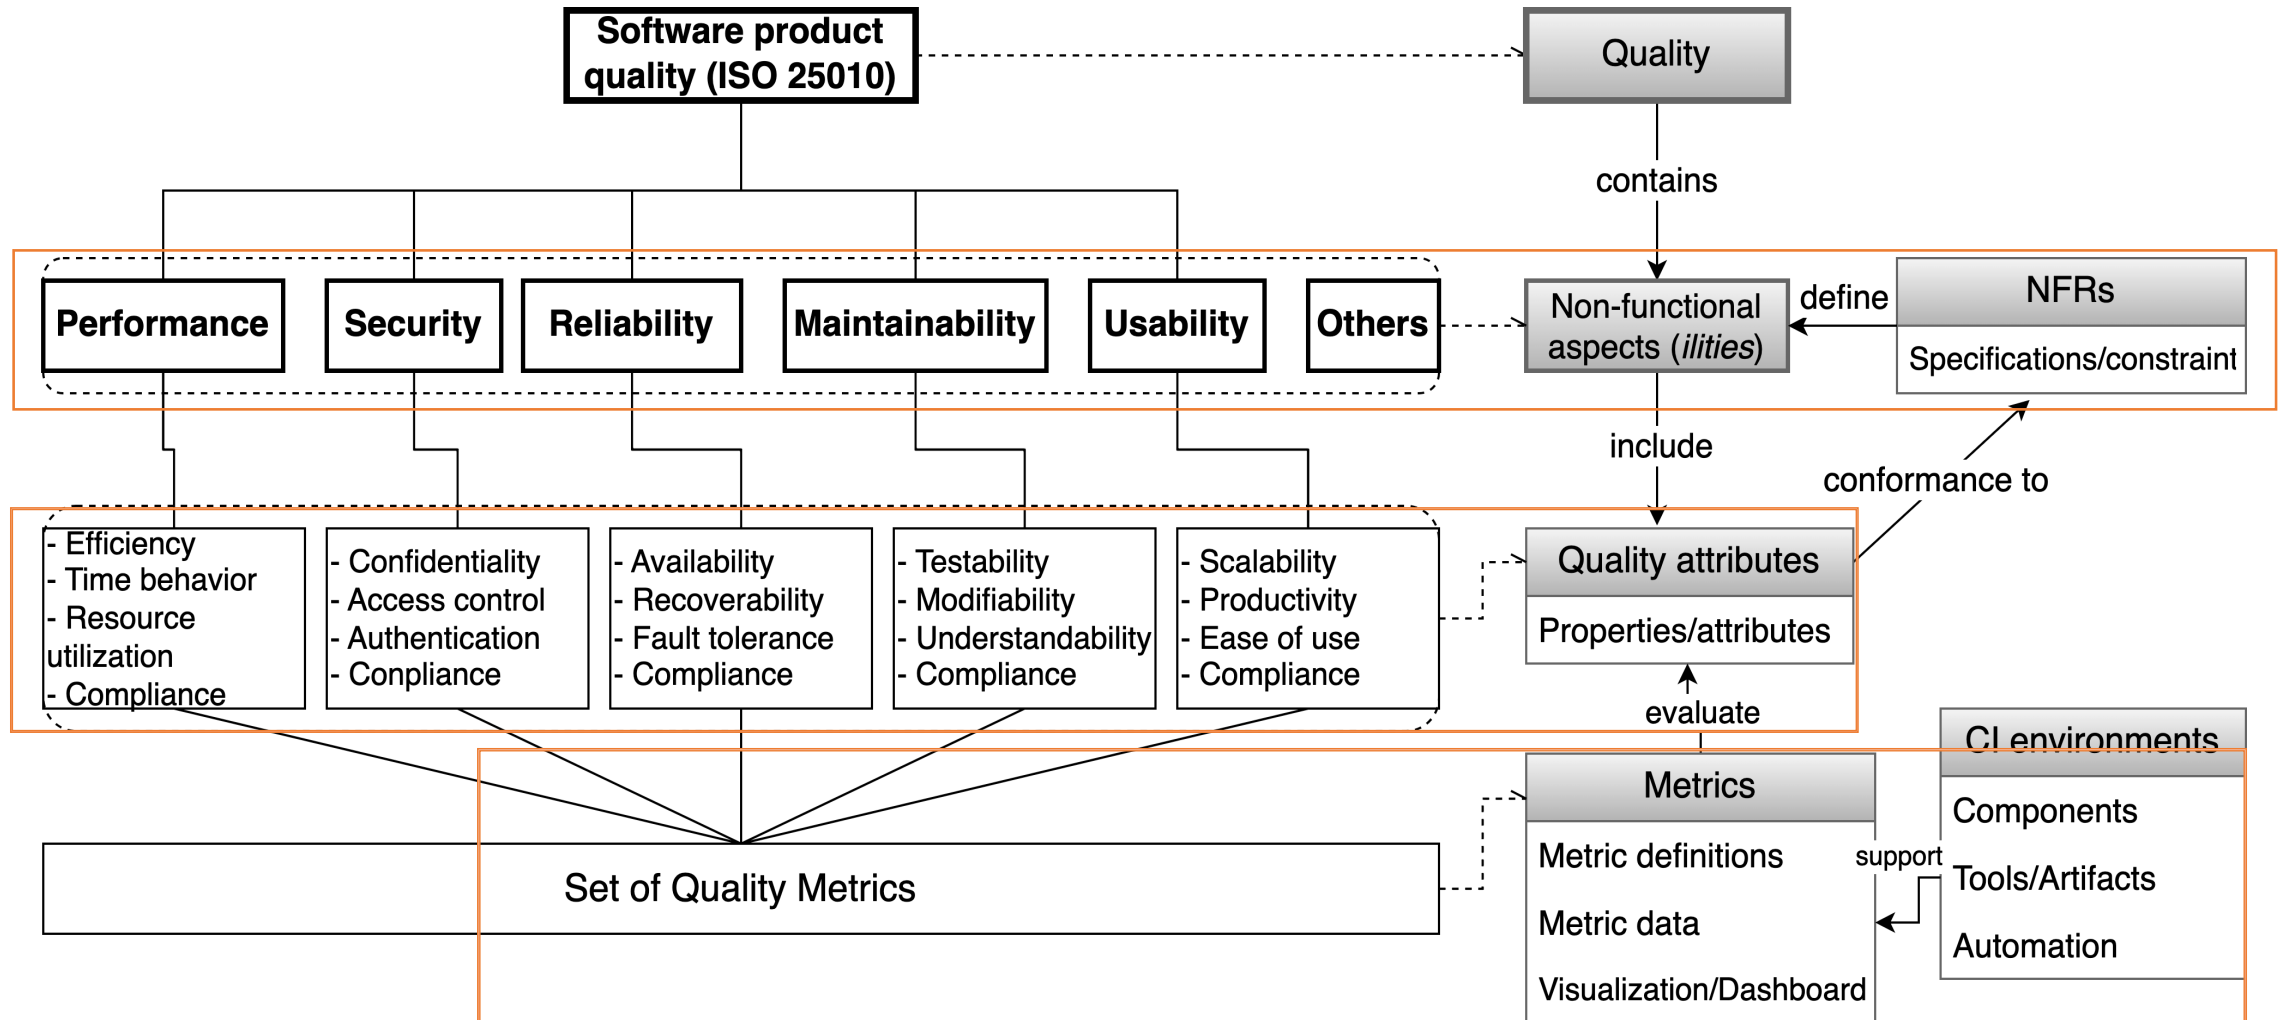 Software product
quality (ISO 25010)
Quality
contains
Performance
Security
Reliability
Maintainability
Usability
Others
Non-functional
aspects (ilities)
define
NFRs
Specifications/constraint
include
conformance to
- Efficiency
- Time behavior
- Resource
utilization
- Compliance
- Confidentiality
- Access control
- Authentication
- Conpliance
- Availability
- Recoverability
- Fault tolerance
- Compliance
- Testability
- Modifiability
- Understandability
- Compliance
- Scalability
- Productivity
- Ease of use
- Compliance
Quality attributes
Properties/attributes
evaluate
Set of Quality Metrics
Metrics
Metric definitions
Metric data
Visualization/Dashboard
support
CI environments
Components
Tools/Artifacts
Automation